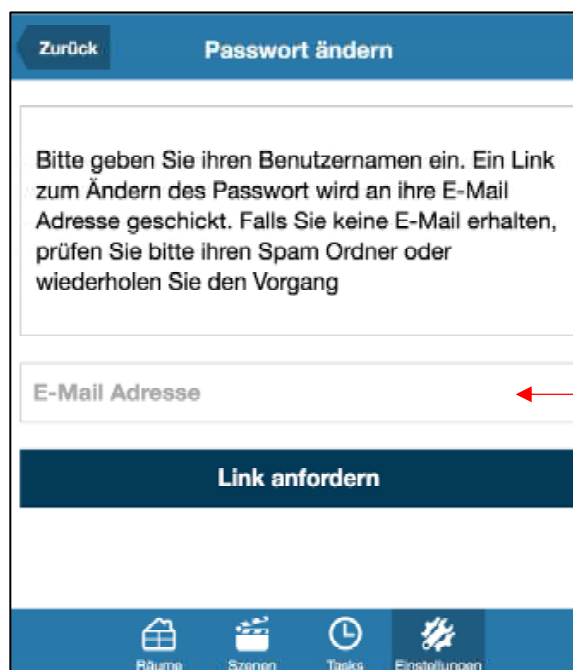 Zurück
Passwort ändern
Bitte geben Sie ihren Benutzernamen ein. Ein Link
zum Ändern des Passwort wird an ihre E-Mail
Adresse geschickt. Falls Sie keine E-Mail erhalten,
prüfen Sie bitte ihren Spam Ordner oder
wiederholen Sie den Vorgang
E-Mail Adresse
Link anfordern
Räume Szenen Tasks Einstellungen